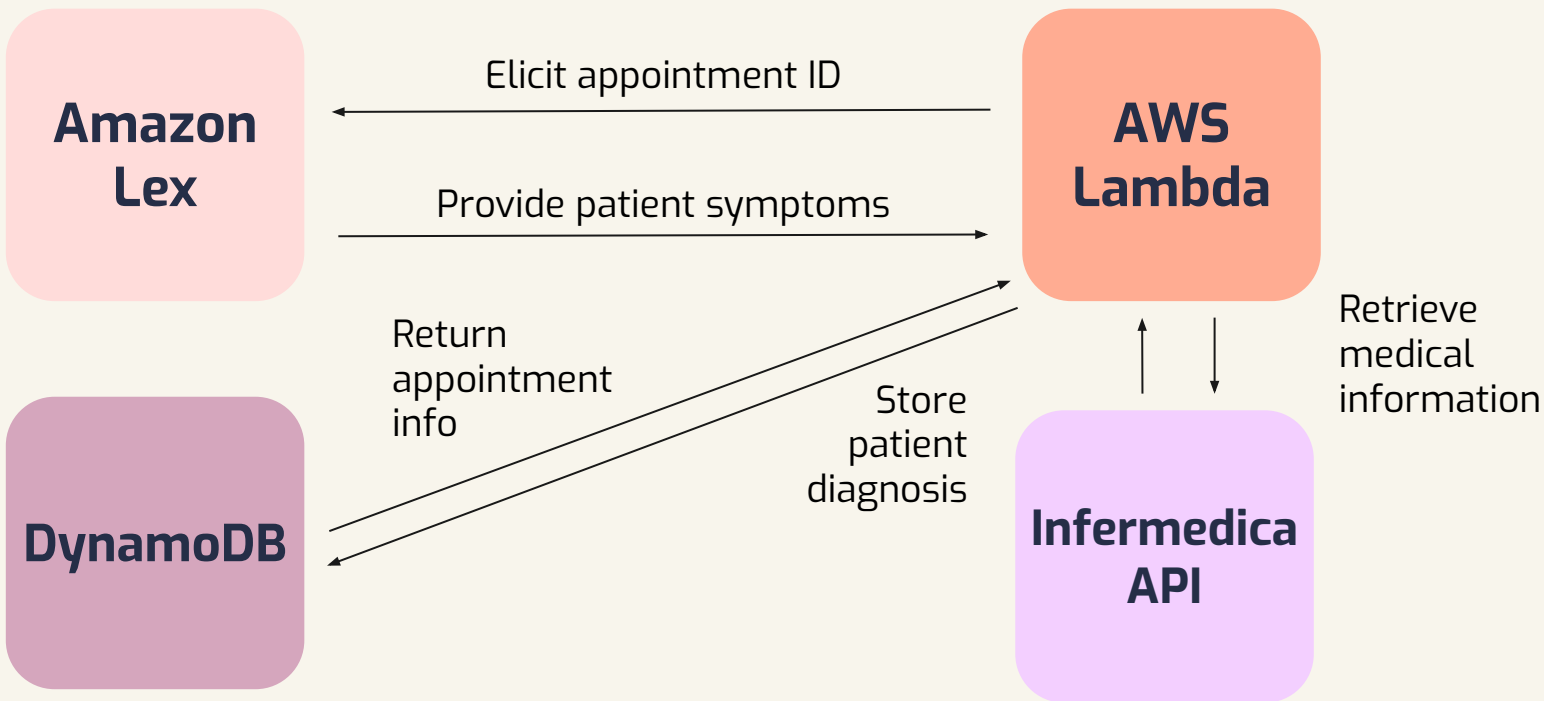 Amazon
Lex
Elicit appointment ID
Provide patient symptoms
AWS
Lambda
Return
appointment
info
Store
patient
diagnosis
Retrieve
medical
information
DynamoDB
Infermedica
API